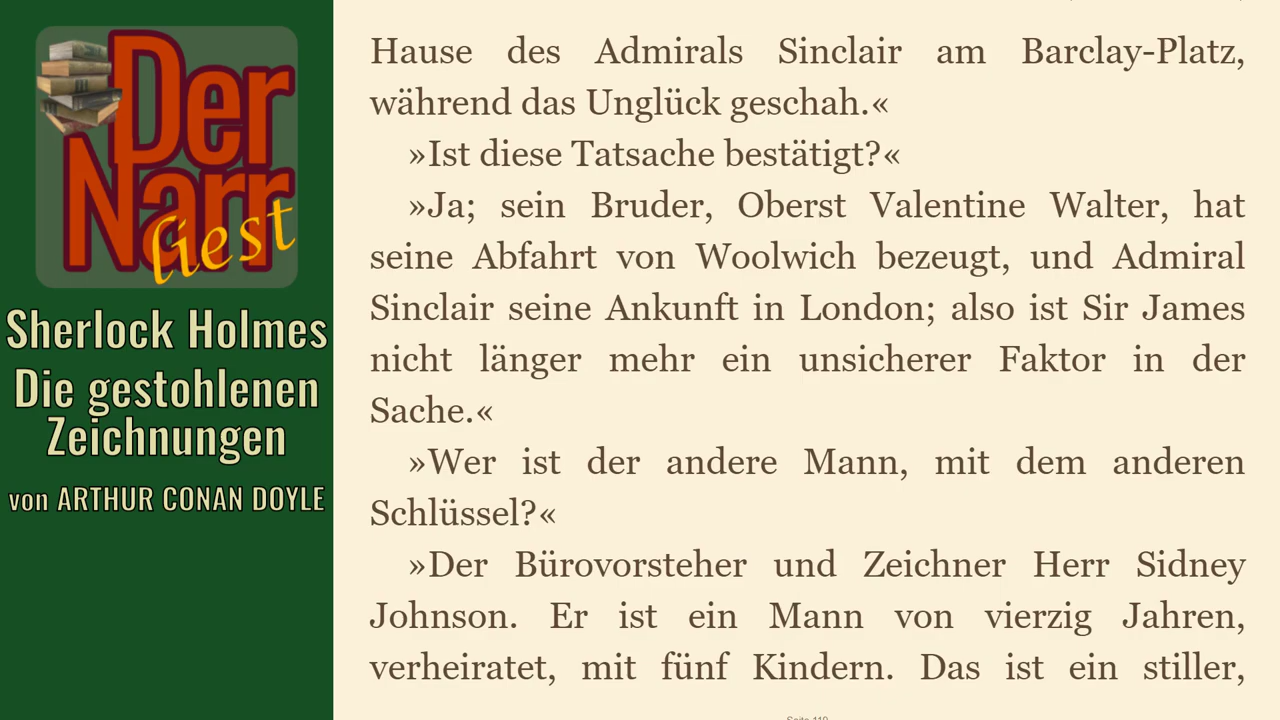 Der
Narr
liest
Sherlock Holmes
Die gestohlenen
Zeichnungen
von ARTHUR CONAN DOYLE
Hause des Admirals Sinclair am Barclay-Platz,
während das Unglück geschah.«
»Ist diese Tatsache bestätigt?«
»Ja; sein Bruder, Oberst Valentine Walter, hat
seine Abfahrt von Woolwich bezeugt, und Admiral
Sinclair seine Ankunft in London; also ist Sir James
nicht länger mehr ein unsicherer Faktor in der
Sache.«
»Wer ist der andere Mann, mit dem anderen
Schlüssel?«
»Der Bürovorsteher und Zeichner Herr Sidney
Johnson. Er ist ein Mann von vierzig Jahren,
verheiratet, mit fünf Kindern. Das ist ein stiller,